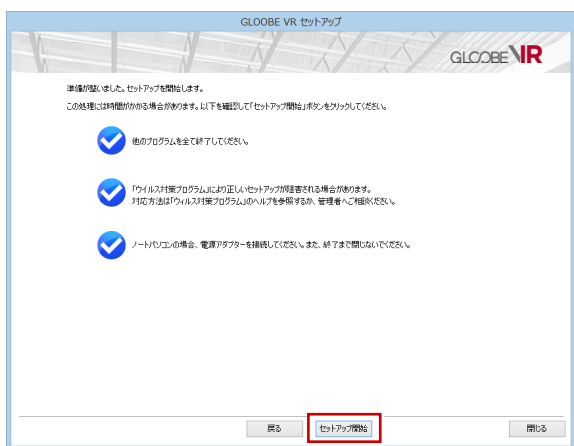 GLOOBE VR セットアップ
GLOOBE VR
準備が整いました。セットアップを開始します。
この処理には時間がかかる場合があります。以下を確認して「セットアップ開始」ボタンをクリックしてください。
他のプログラムを全て終了してください。
「ウイルス対策プログラム」により正しいセットアップが阻害される場合があります。
対応方法は「ウィルス対策プログラム」のヘルプを参照するか、管理者へご相談ください。
ノートパソコンの場合、電源アダプターを接続してください。また、終了まで閉じないでください。
戻る セットアップ開始 閉じる